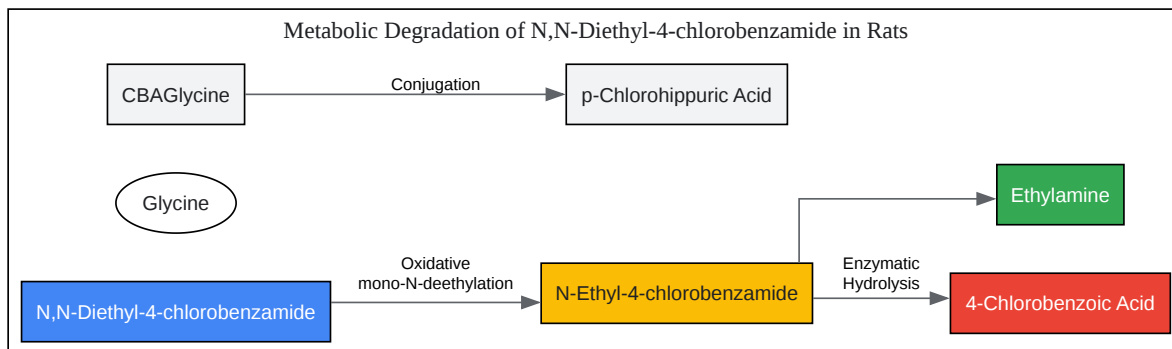 Metabolic Degradation of N,N-Diethyl-4-chlorobenzamide in Rats
CBAGlycine
Conjugation
p-Chlorohippuric Acid
Glycine
Ethylamine
N,N-Diethyl-4-chlorobenzamide
Oxidative
mono-N-deethylation
N-Ethyl-4-chlorobenzamide
Enzymatic
Hydrolysis
4-Chlorobenzoic Acid